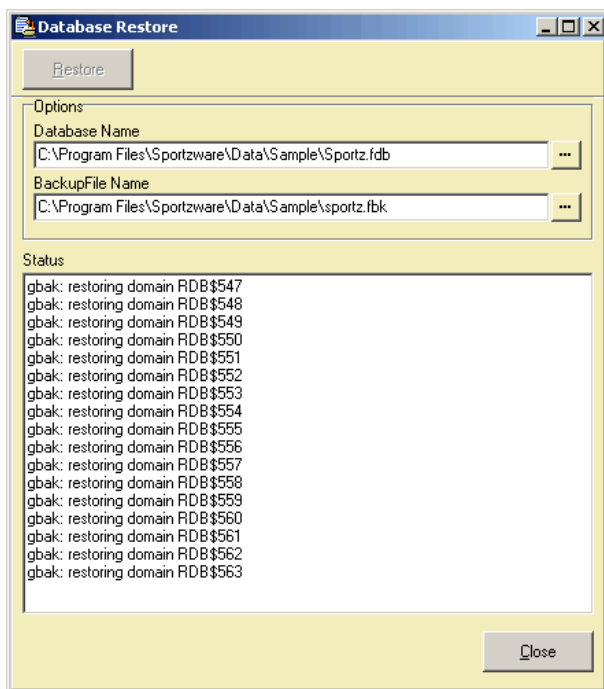 Database Restore
Restore
Options
Database Name
C:\Program Files\Sportzware\Data\Sample\Sportz.fdb
...
BackupFile Name
C:\Program Files\Sportzware\Data\Sample\sportz.fbk
...
Status
gbak: restoring domain RDB$547
gbak: restoring domain RDB$548
gbak: restoring domain RDB$549
gbak: restoring domain RDB$550
gbak: restoring domain RDB$551
gbak: restoring domain RDB$552
gbak: restoring domain RDB$553
gbak: restoring domain RDB$554
gbak: restoring domain RDB$555
gbak: restoring domain RDB$556
gbak: restoring domain RDB$557
gbak: restoring domain RDB$558
gbak: restoring domain RDB$559
gbak: restoring domain RDB$560
gbak: restoring domain RDB$561
gbak: restoring domain RDB$562
gbak: restoring domain RDB$563
Close